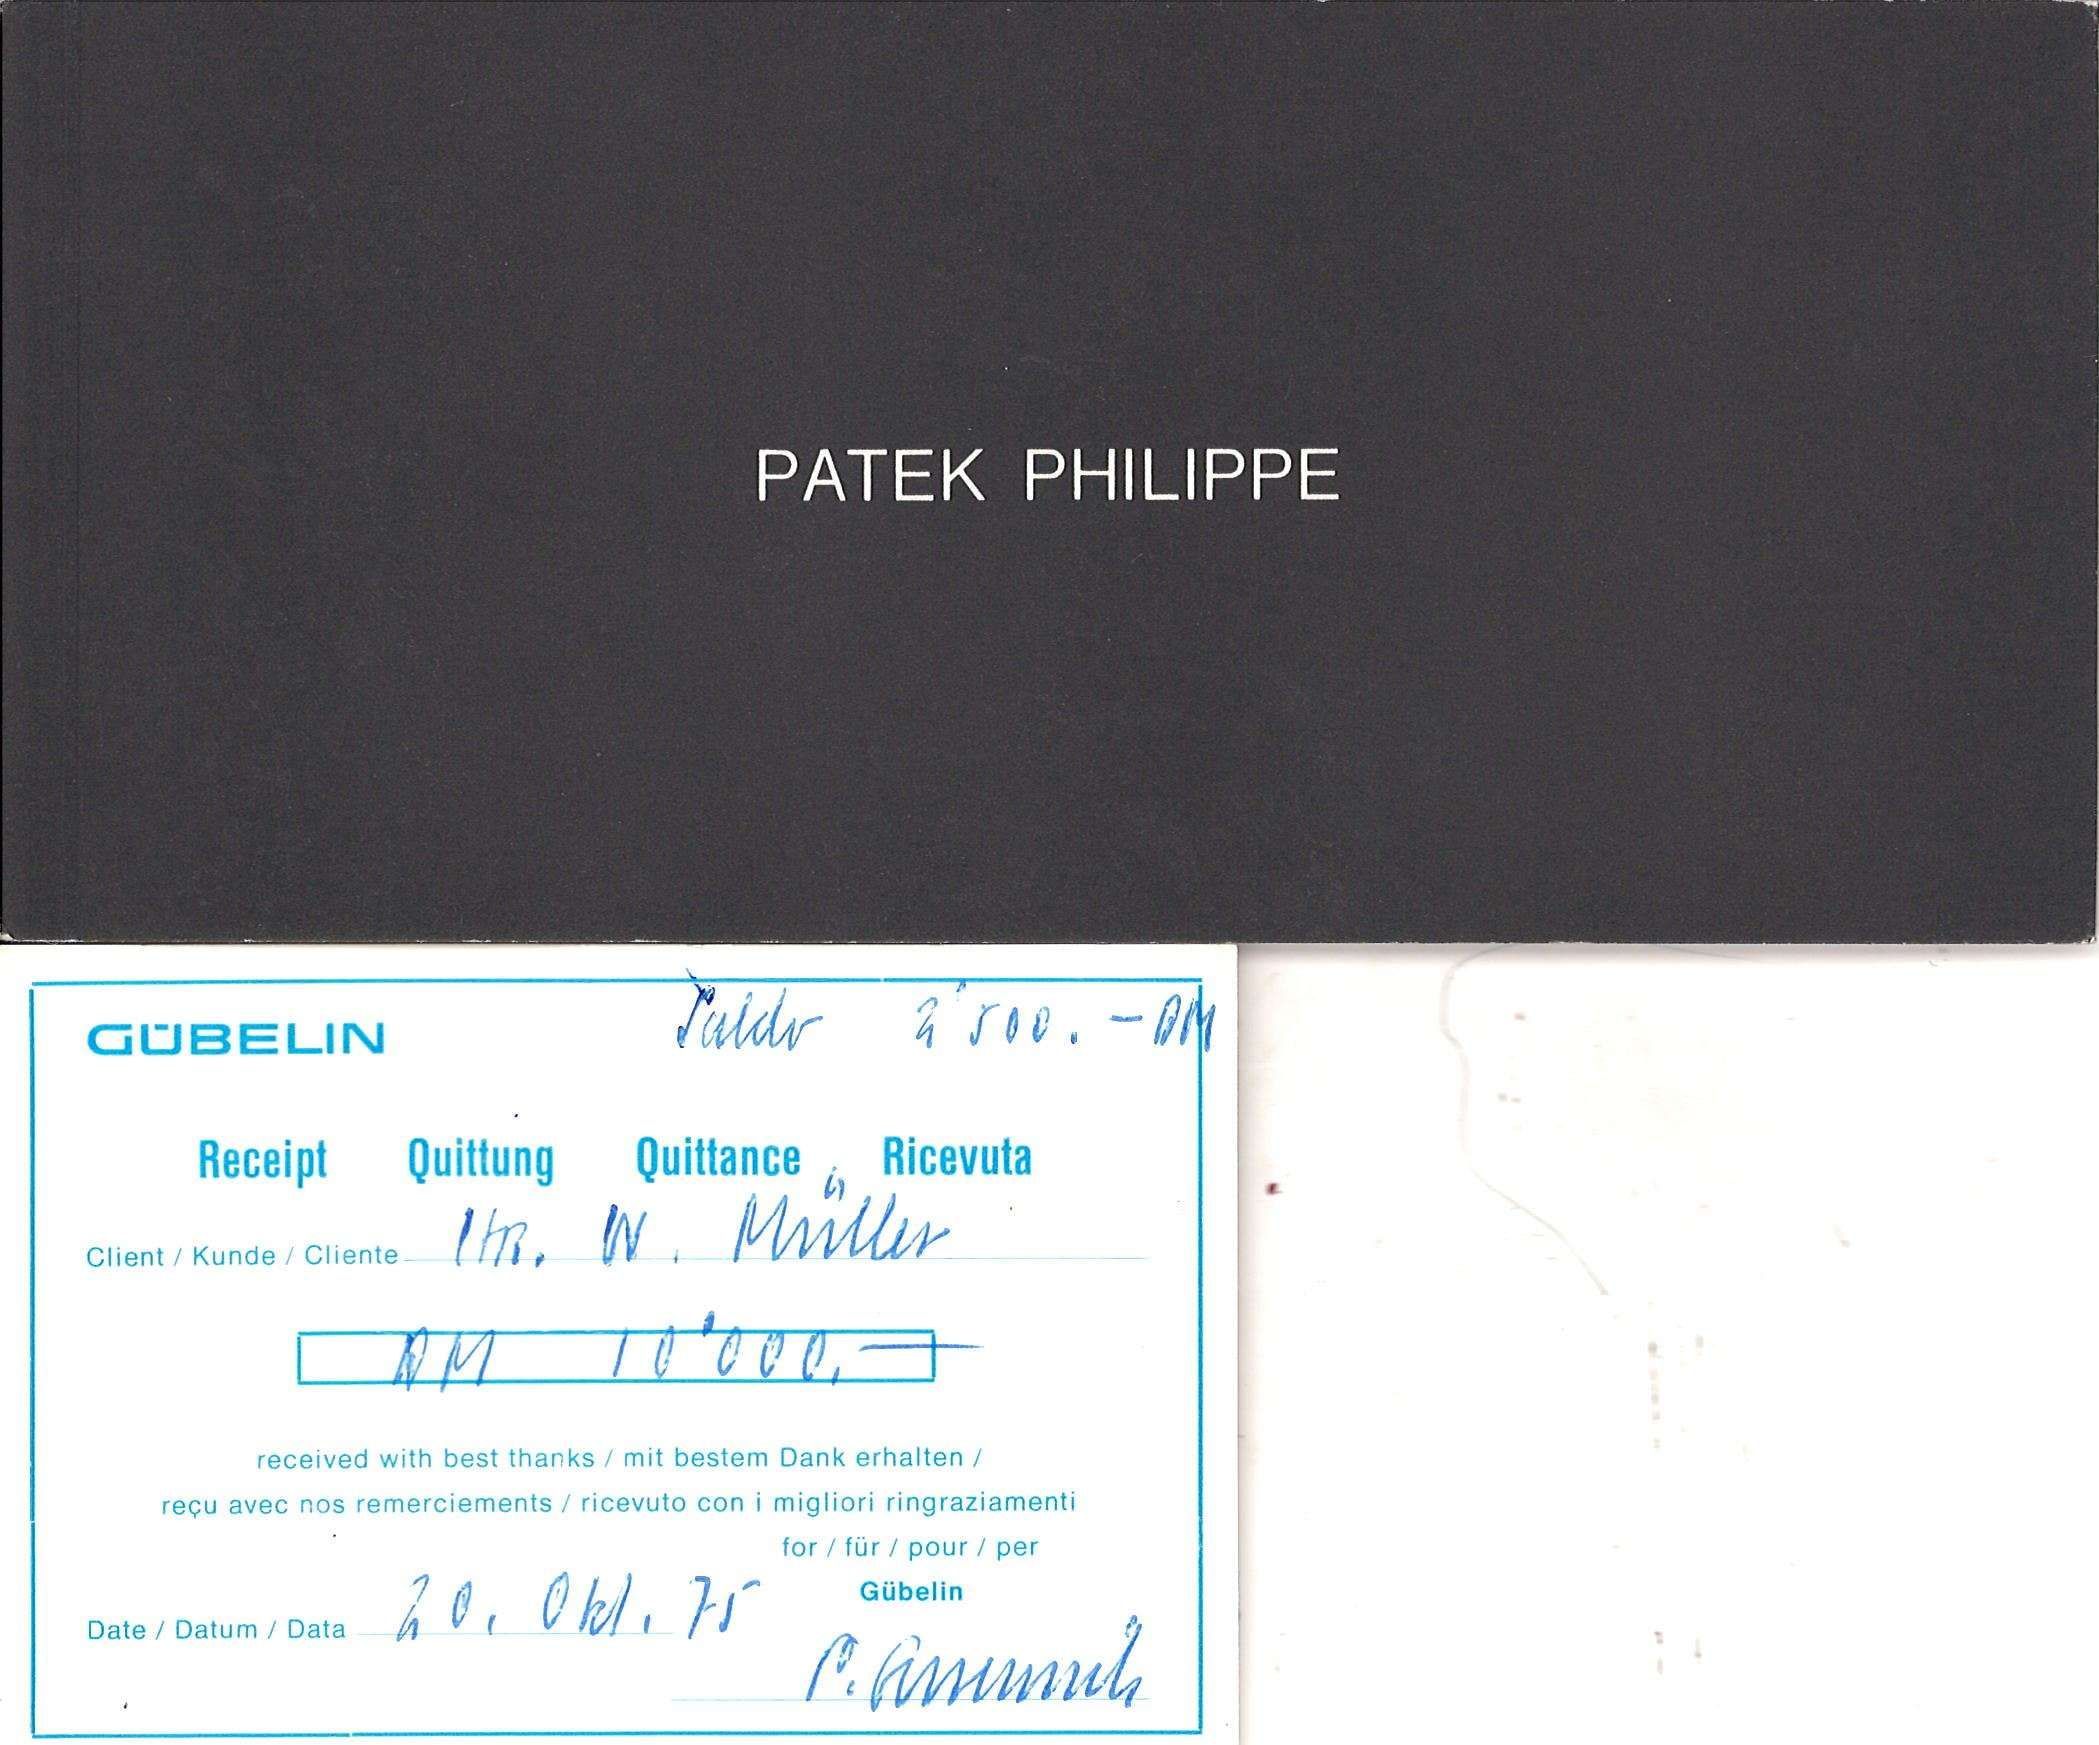 PATEK PHILIPPE
GÜBELIN
Saldo 2'500.- DM
Receipt Quittung Quittance Ricevuta
Client / Kunde / Cliente Hr. W. Müller
DM 10'000.—
received with best thanks / mit bestem Dank erhalten /
reçu avec nos remerciements / ricevuto con i migliori ringraziamenti
for / für / pour / per
Gübelin
Date / Datum / Data 20. Okt. 75
P.